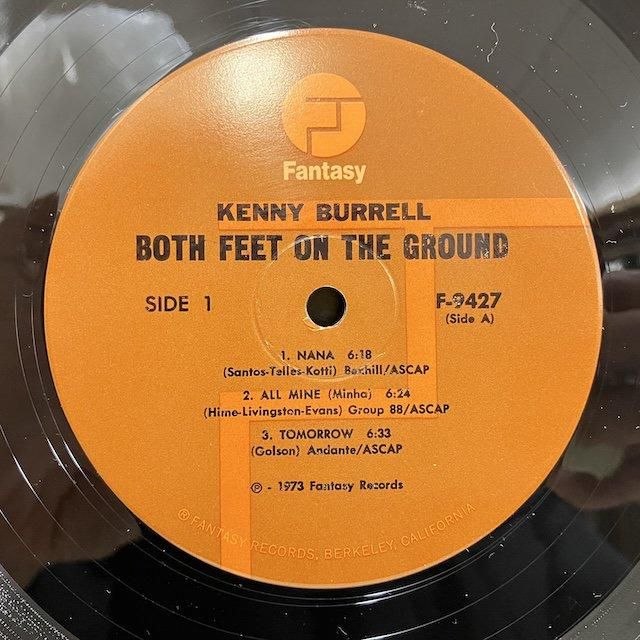 Fantasy
KENNY BURRELL
BOTH FEET ON THE GROUND
SIDE 1
F-9427
(Side A)
1. NANA 6:18
(Santos-Telles-Kotti) Bexhill/ASCAP
2. ALL MINE (Minha) 6:24
(Hime-Livingston-Evans) Group 88/ASCAP
3. TOMORROW 6:33
(Golson) Andante/ASCAP
℗ - 1973 Fantasy Records
® FANTASY RECORDS, BERKELEY, CALIFORNIA